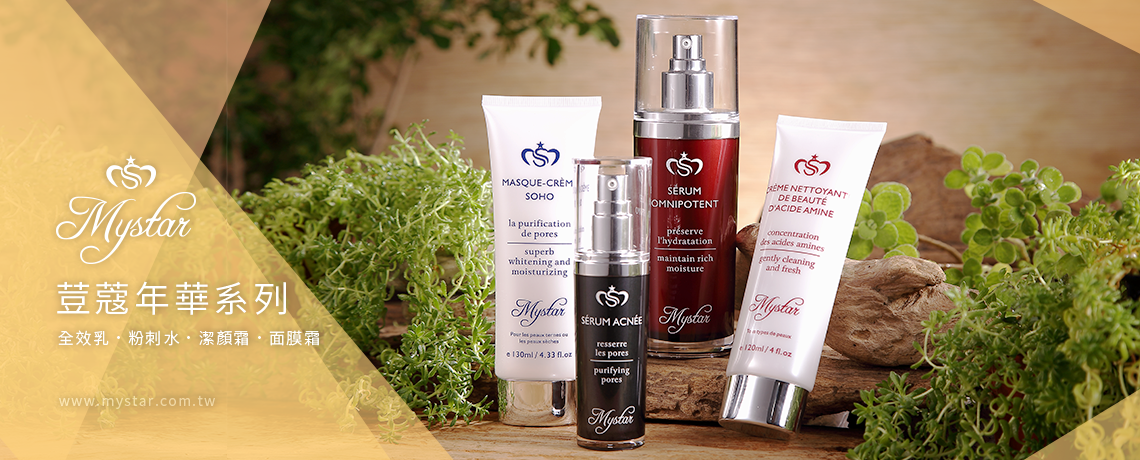 Mystar
荳蔻年華系列
全效乳・粉刺水・潔顏霜・面膜霜
www.mystar.com.tw
MASQUE-CRÈM
SOHO
la purification
de pores
superb
whitening and
moisturizing
Mystar
Pour les peaux ternes ou
les peaux sèches
e 130ml / 4.33 fl.oz
SÉRUM ACNÉE
resserre
les pores
purifying
pores
Mystar
SÉRUM
OMNIPOTENT
préserve
l'hydratation
maintain rich
moisture
Mystar
CRÈME NETTOYANT
DE BEAUTÉ
D'ACIDE AMINE
concentration
des acides amines
gently cleaning
and fresh
Mystar
types de peaux
e 120ml / 4 fl.oz